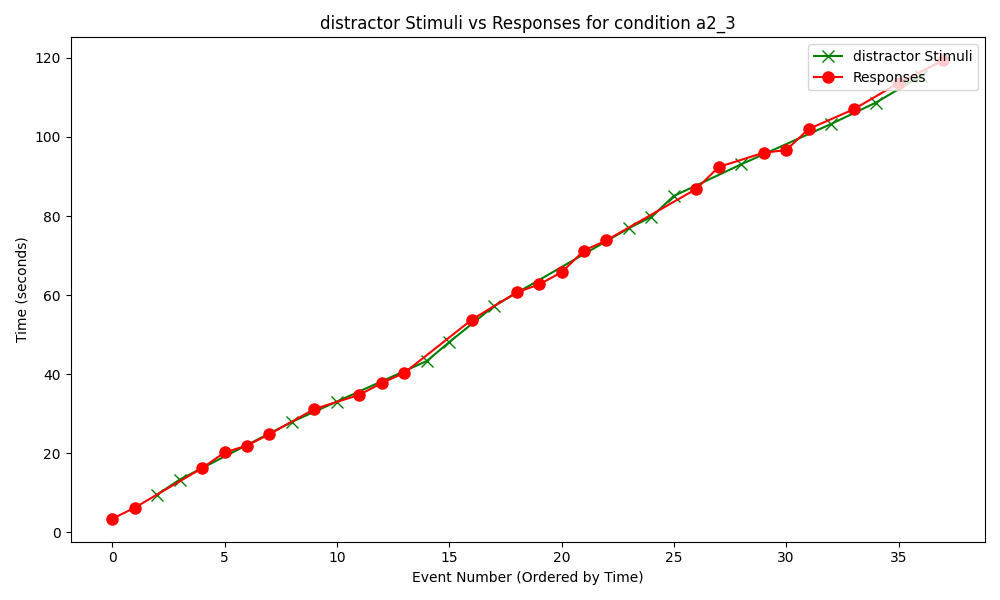 distractor Stimuli vs Responses for condition a2_3
distractor Stimuli
Responses
Time (seconds)
120
100
80
60
40
20
0
0 5 10 15 20 25 30 35
Event Number (Ordered by Time)